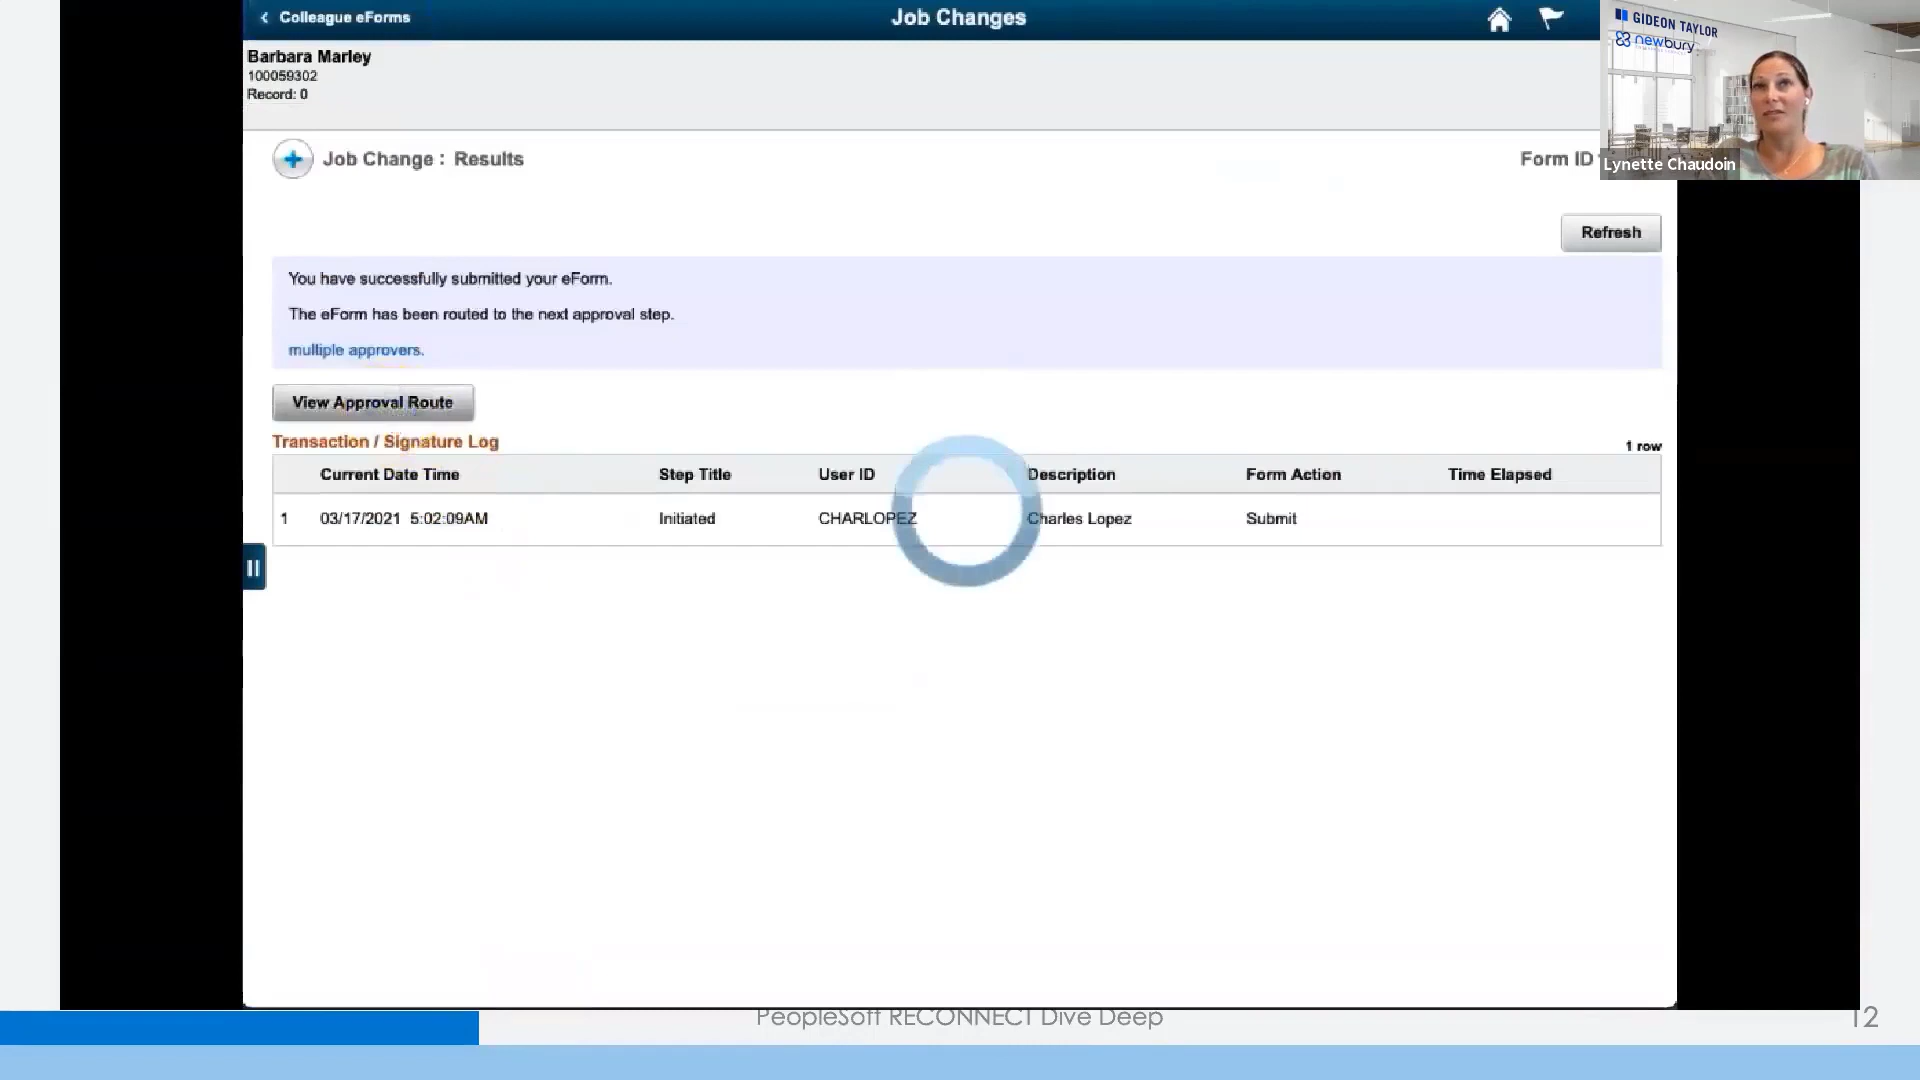 Colleague eForms
Job Changes
Barbara Marley
100059302
Record: 0
GIDEON TAYLOR
newbury
Lynette Chaudoin
Job Change : Results
Form ID
Refresh
You have successfully submitted your eForm.
The eForm has been routed to the next approval step.
multiple approvers.
View Approval Route
Transaction / Signature Log
1 row
Current Date Time Step Title User ID Description Form Action Time Elapsed
1 03/17/2021 5:02:09AM Initiated CHARLOPEZ Charles Lopez Submit
PeopleSoft RECONNECT Dive Deep
12